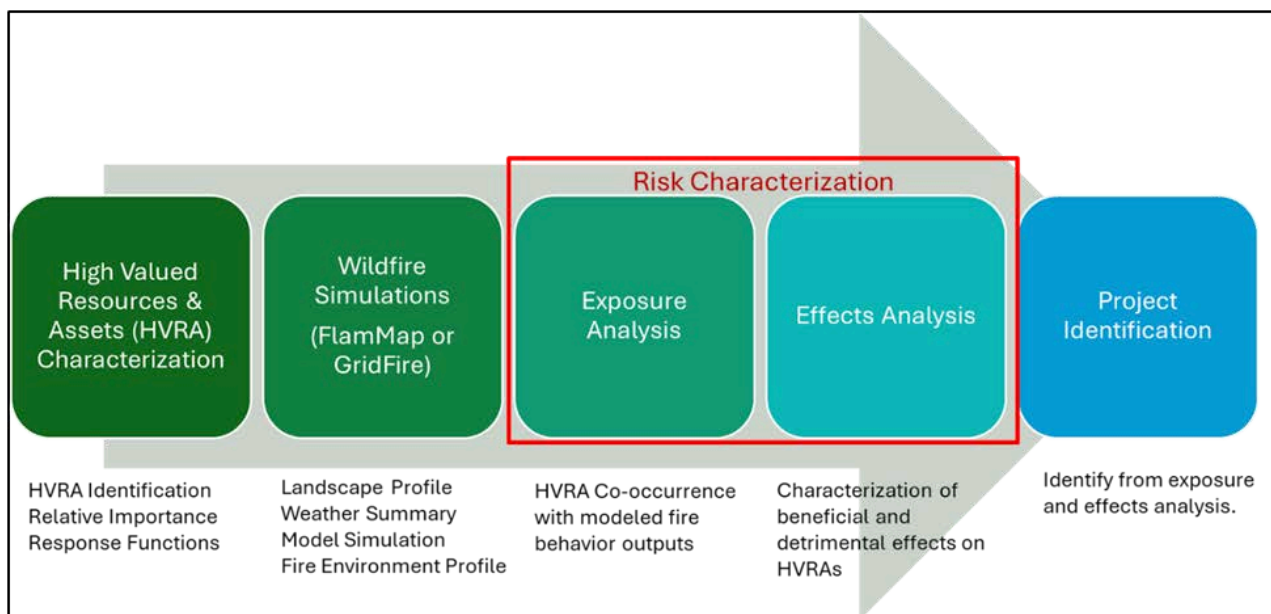 Risk Characterization
High Valued
Resources &
Assets (HVRA)
Characterization
Wildfire
Simulations
(FlamMap or
GridFire)
Exposure
Analysis
Effects Analysis
Project
Identification
HVRA Identification
Relative Importance
Response Functions
Landscape Profile
Weather Summary
Model Simulation
Fire Environment Profile
HVRA Co-occurrence
with modeled fire
behavior outputs
Characterization of
beneficial and
detrimental effects on
HVRAs
Identify from exposure
and effects analysis.